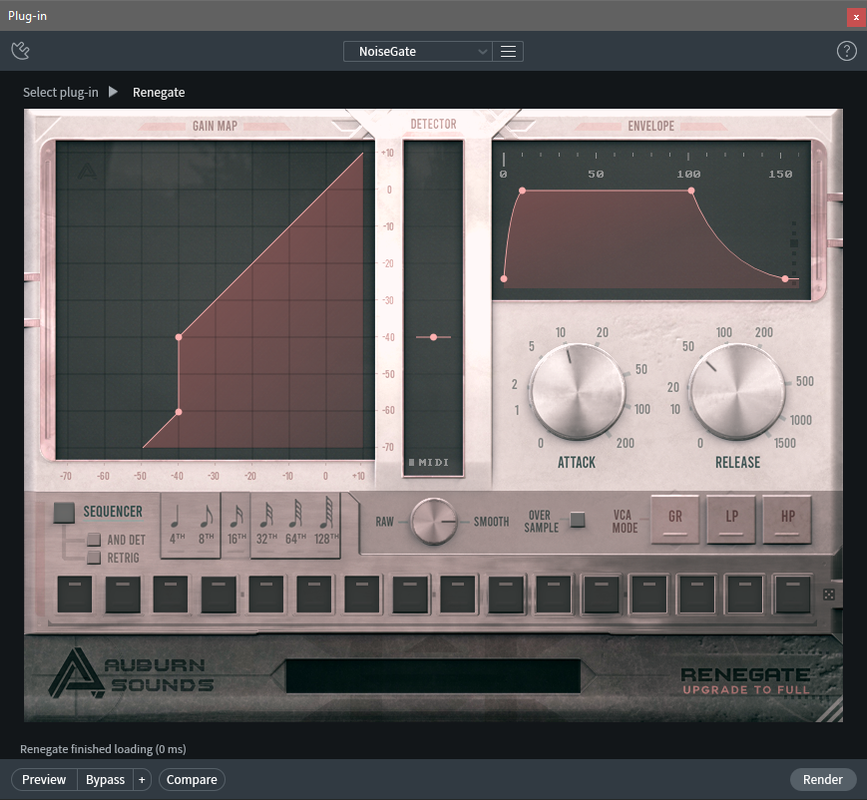 Plug-in
x
NoiseGate
?
Select plug-in Renegate
GAIN MAP
DETECTOR
ENVELOPE
+10
0
-10
-20
-30
-40
-50
-60
-70
-70 -60 -50 -40 -30 -20 -10 0 +10
MIDI
0 50 100 150
0 1 2 5 10 20 50 100 200
ATTACK
0 10 20 50 100 200 500 1000 1500
RELEASE
SEQUENCER
AND DET
RETRIG
4TH 8TH 16TH 32TH 64TH 128TH
RAW SMOOTH
OVER
SAMPLE
VCA
MODE
GR LP HP
AUBURN
SOUNDS
RENEGATE
UPGRADE TO FULL
Renegate finished loading (0 ms)
Preview Bypass + Compare Render